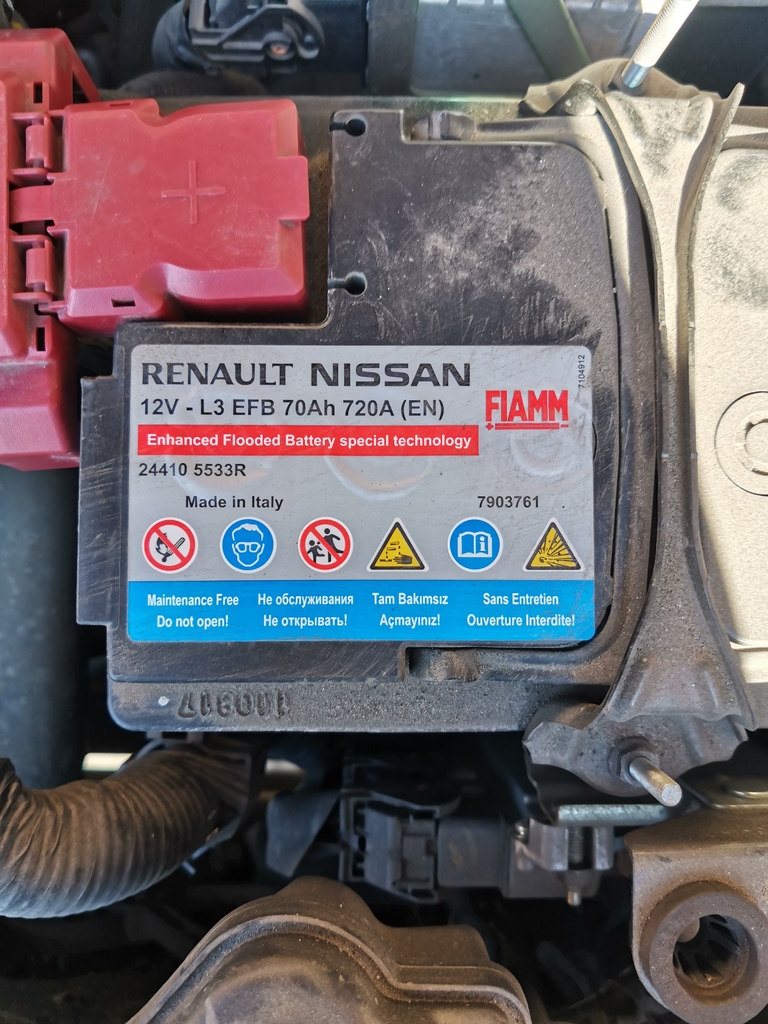 RENAULT NISSAN
12V - L3 EFB 70Ah 720A (EN)
FIAMM
7104912
Enhanced Flooded Battery special technology
24410 5533R
Made in Italy 7903761
Maintenance Free
Do not open!
Не обслуживания
Не открывать!
Tam Bakımsız
Açmayınız!
Sans Entretien
Ouverture Interdite!